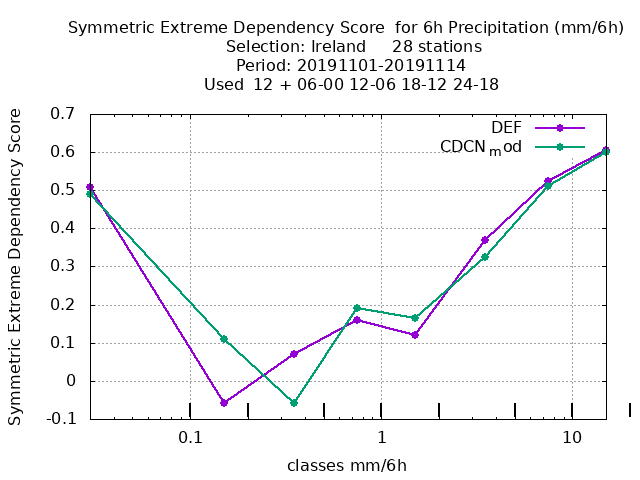 Symmetric Extreme Dependency Score for 6h Precipitation (mm/6h)
Selection: Ireland 28 stations
Period: 20191101-20191114
Used 12 + 06-00 12-06 18-12 24-18
Symmetric Extreme Dependency Score
0.7
0.6
0.5
0.4
0.3
0.2
0.1
0
-0.1
DEF
CDCN_mod
0.1 1 10
classes mm/6h